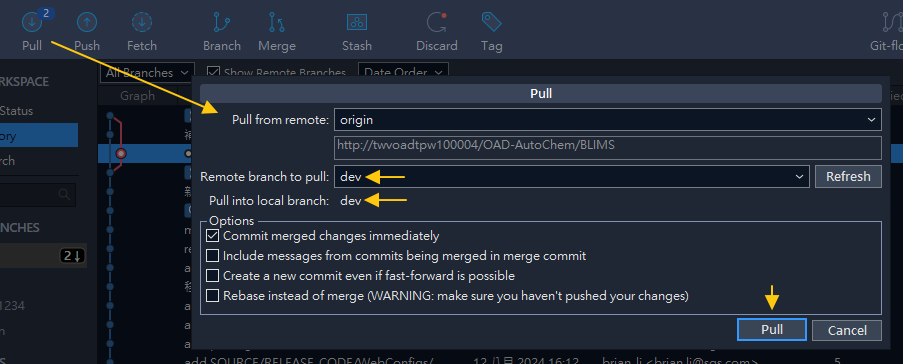 2
Pull
Push
Fetch
Branch
Merge
Stash
Discard
Tag
Git-flo
All Branches
Show Remote Branches
Date Order
RKSPACE
Graph
Status
ory
rch
Pull
Pull from remote: origin
http://twvoadtpw100004/OAD-AutoChem/BLIMS
Remote branch to pull: dev
Refresh
Pull into local branch: dev
Options
Commit merged changes immediately
Include messages from commits being merged in merge commit
Create a new commit even if fast-forward is possible
Rebase instead of merge (WARNING: make sure you haven't pushed your changes)
Pull
Cancel
NCHES
2↓
1234
ES
add SOURCE/RELEASE_CODE/WebConfigs/
12 八月 2024 16:12
brian.li <brian.li@sgs.com>
5